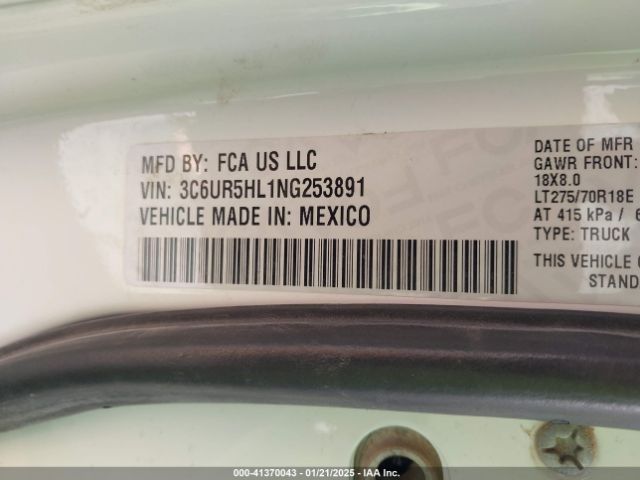 MFD BY: FCA US LLC
VIN: 3C6UR5HL1NG253891
VEHICLE MADE IN: MEXICO
DATE OF MFR
GAWR FRONT:
18X8.0
LT275/70R18E
AT 415 kPa /
TYPE: TRUCK
THIS VEHICLE
STAND
000-41370043 | 01/21/2025 - IAA Inc.